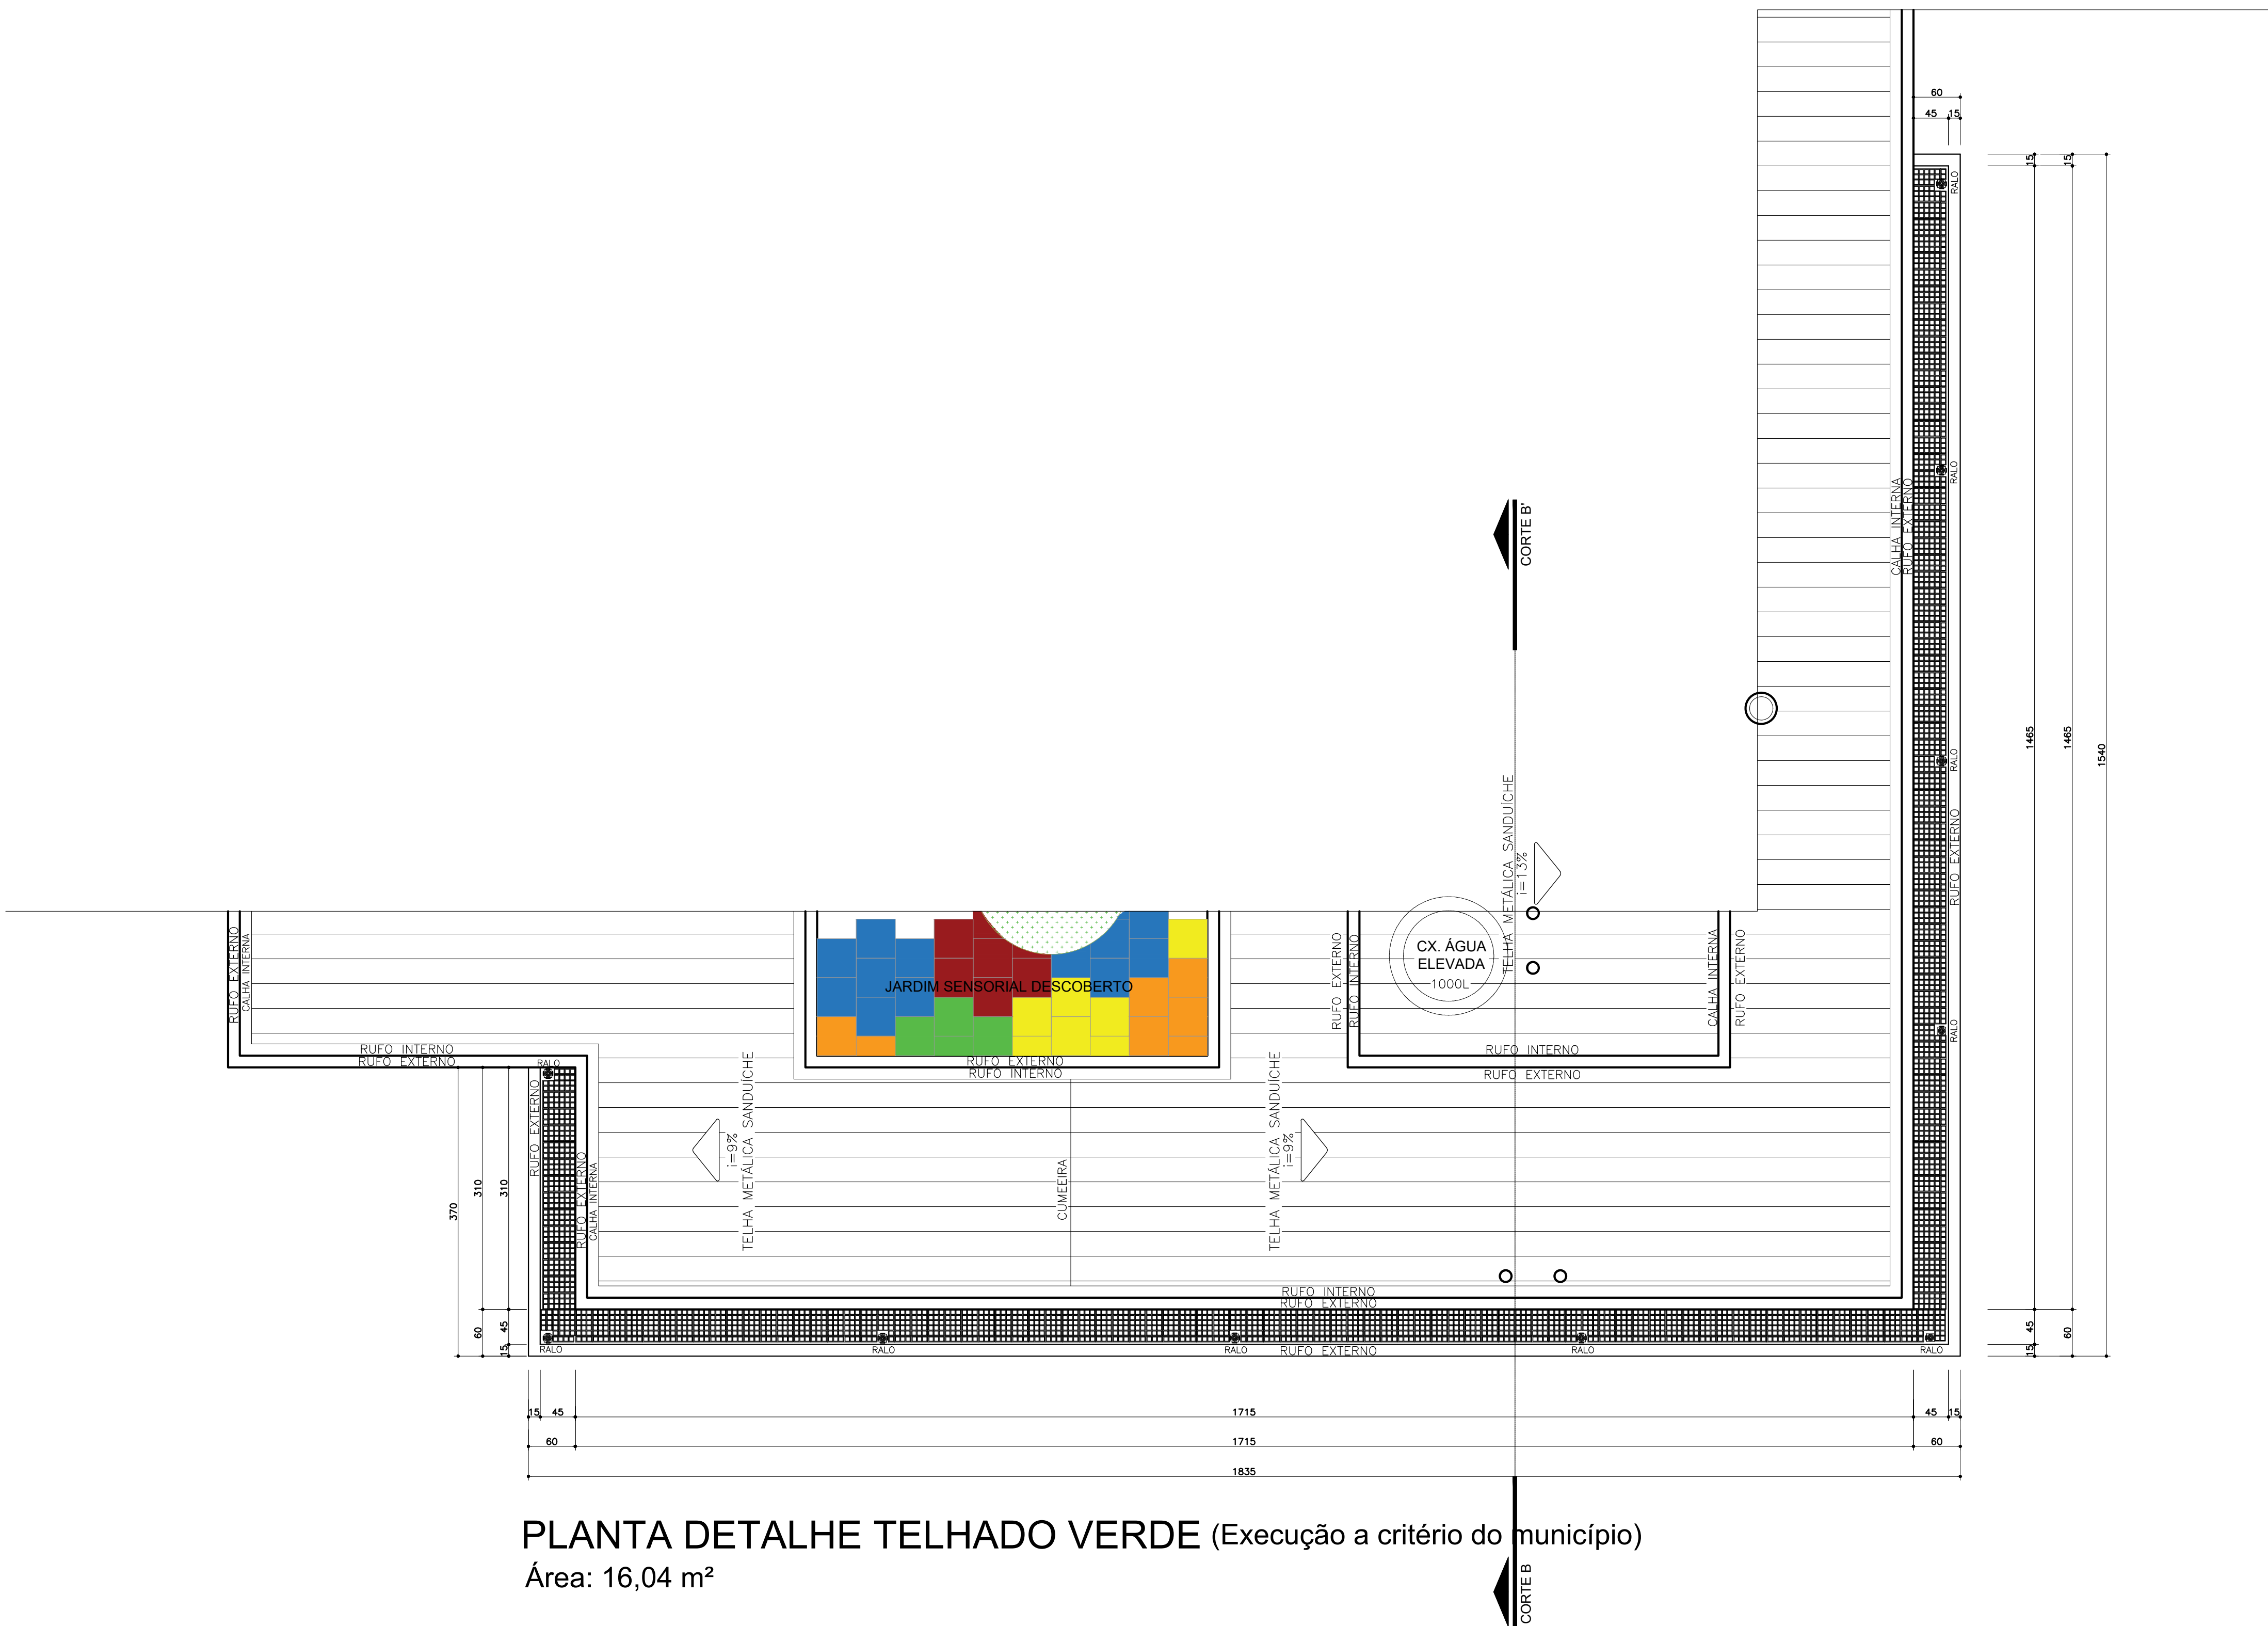 60
45 15
15
15
RALO
RALO
CALHA INTERNA
RUFO EXTERNO
CORTE B'
1465
1465
1540
RALO
RUFO EXTERNO
TELHA METÁLICA SANDUÍCHE
i=13%
RALO
RUFO EXTERNO
CALHA INTERNA
JARDIM SENSORIAL DESCOBERTO
RUFO EXTERNO
RUFO INTERNO
CX. ÁGUA
ELEVADA
1000L
CALHA INTERNA
RUFO EXTERNO
RUFO INTERNO
RUFO EXTERNO
RUFO EXTERNO
RUFO INTERNO
RUFO INTERNO
RUFO EXTERNO
RALO
RUFO EXTERNO
RUFO EXTERNO
CALHA INTERNA
i=9%
TELHA METÁLICA SANDUÍCHE
CUMEEIRA
TELHA METÁLICA SANDUÍCHE
i=9%
370
310
310
60
45
15
RUFO INTERNO
RUFO EXTERNO
45
15
60
RALO
RALO
RALO
RUFO EXTERNO
RALO
RALO
15 45
1715
45 15
60
1715
60
1835
PLANTA DETALHE TELHADO VERDE (Execução a critério do município)
Área: 16,04 m²
CORTE B